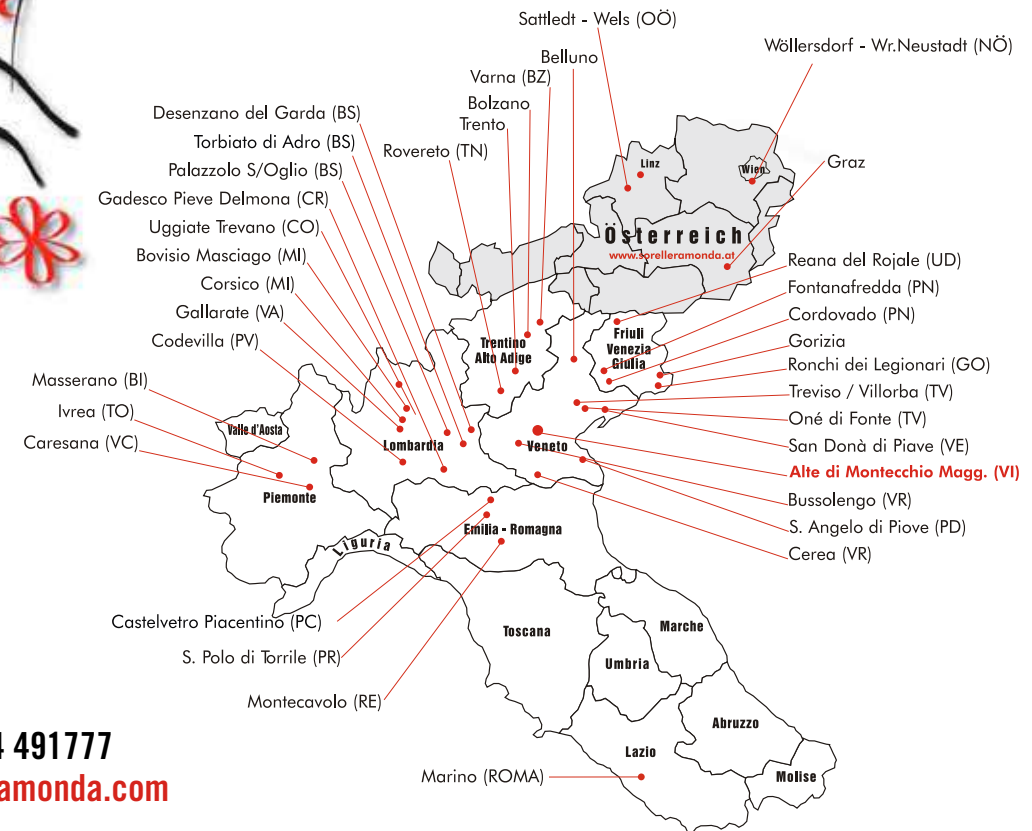 Sattledt - Wels (OÖ)
Wöllersdorf - Wr.Neustadt (NÖ)
Belluno
Varna (BZ)
Bolzano
Trento
Rovereto (TN)
Desenzano del Garda (BS)
Torbiato di Adro (BS)
Palazzolo S/Oglio (BS)
Gadesco Pieve Delmona (CR)
Uggiate Trevano (CO)
Bovisio Masciago (MI)
Corsico (MI)
Gallarate (VA)
Codevilla (PV)
Masserano (BI)
Ivrea (TO)
Caresana (VC)
Linz
Wien
Graz
Österreich
www.sorelleramonda.at
Reana del Rojale (UD)
Fontanafredda (PN)
Cordovado (PN)
Gorizia
Ronchi dei Legionari (GO)
Treviso / Villorba (TV)
Oné di Fonte (TV)
San Donà di Piave (VE)
Alte di Montecchio Magg. (VI)
Bussolengo (VR)
S. Angelo di Piove (PD)
Cerea (VR)
Trentino
Alto Adige
Friuli
Venezia
Giulia
Valle d'Aosta
Lombardia
Veneto
Piemonte
Emilia - Romagna
Liguria
Castelvetro Piacentino (PC)
S. Polo di Torrile (PR)
Montecavolo (RE)
Toscana
Marche
Umbria
Abruzzo
Lazio
Molise
Marino (ROMA)
491777
amonda.com